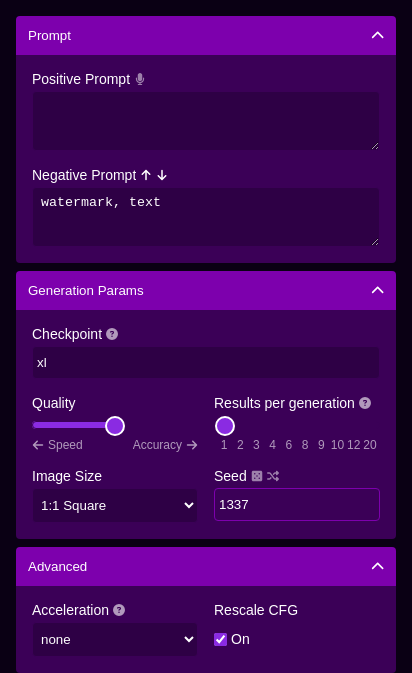 Prompt
Positive Prompt
Negative Prompt
watermark, text
Generation Params
Checkpoint ?
xl
Quality
Results per generation ?
← Speed
Accuracy →
1 2 3 4 6 8 9 10 12 20
Image Size
Seed
1:1 Square
1337
Advanced
Acceleration ?
Rescale CFG
none
On